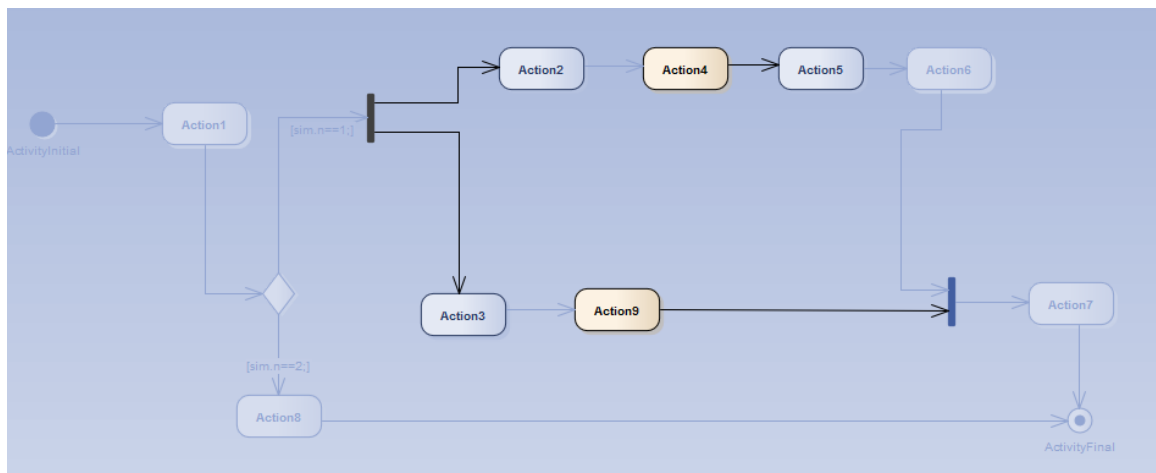 Action2
Action4
Action5
Action6
Action1
[sim.n==1;]
ActivityInitial
Action3
Action9
Action7
[sim.n==2;]
Action8
ActivityFinal